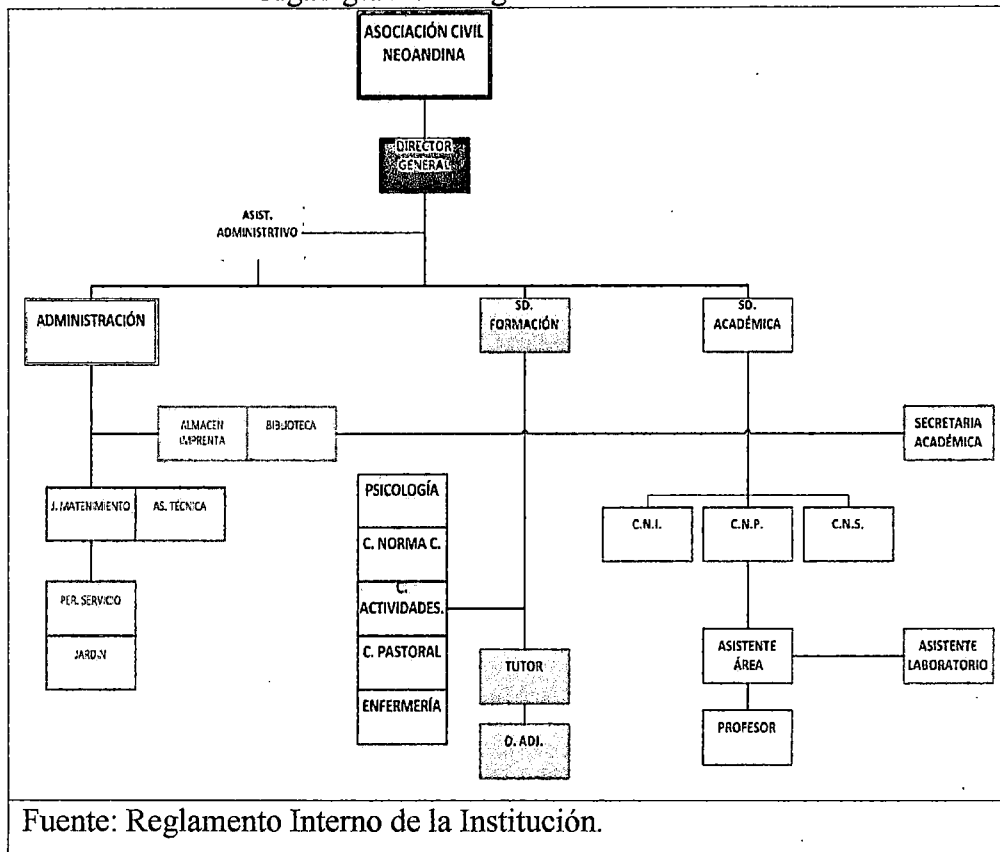 ASOCIACIÓN CIVIL
NEOANDINA
DIRECTOR
GENERAL
ASIST.
ADMINISTRTIVO
ADMINISTRACIÓN
SD.
FORMACIÓN
SD.
ACADÉMICA
ALMACEN
IMPRENTA
BIBLIOTECA
SECRETARIA
ACADÉMICA
J. MATENIMIENTO
AS. TÉCNICA
PSICOLOGÍA
C. NORMA C.
C.
ACTIVIDADES.
C. PASTORAL
ENFERMERÍA
C.N.I.
C.N.P.
C.N.S.
PER. SERVICIO
JARDIN
TUTOR
O. ADJ.
ASISTENTE
ÁREA
ASISTENTE
LABORATORIO
PROFESOR
Fuente: Reglamento Interno de la Institución.